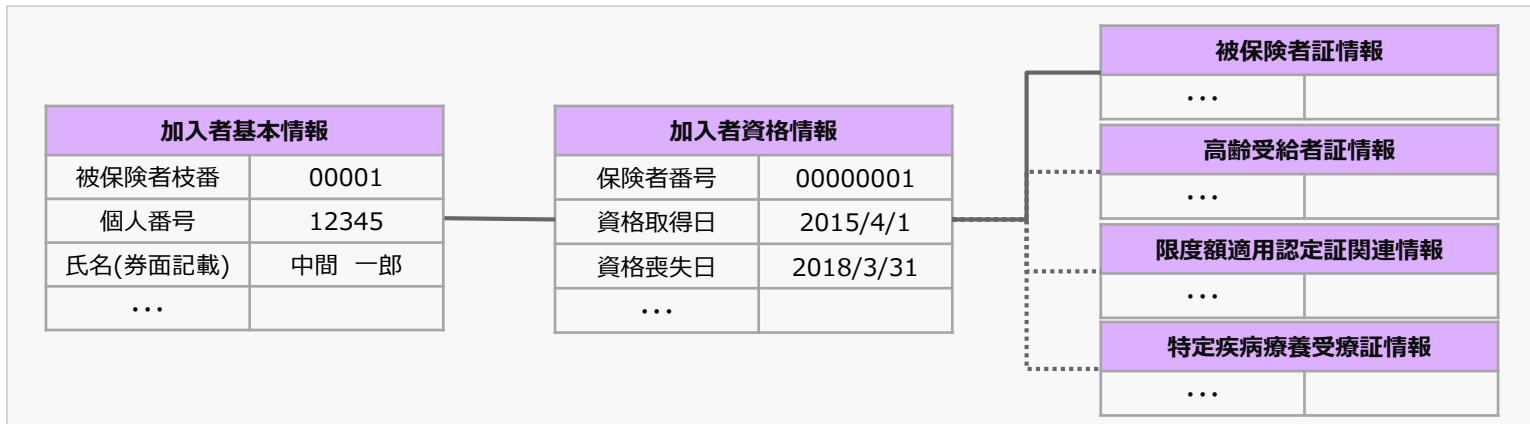 加入者基本情報
被保険者枝番 00001
個人番号 12345
氏名(券面記載) 中間 一郎
･･･
加入者資格情報
保険者番号 00000001
資格取得日 2015/4/1
資格喪失日 2018/3/31
･･･
被保険者証情報
･･･
高齢受給者証情報
･･･
限度額適用認定証関連情報
･･･
特定疾病療養受療証情報
･･･